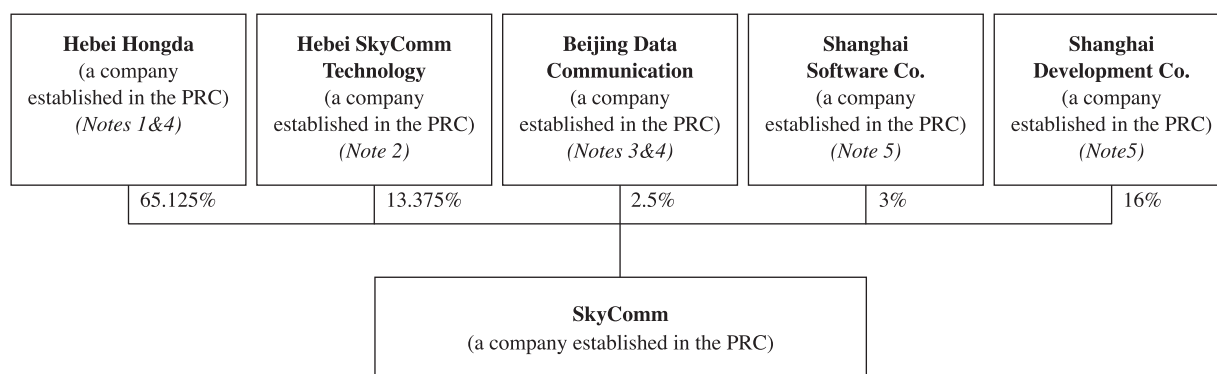 Hebei Hongda
(a company
established in the PRC)
(Notes 1&4)
Hebei SkyComm
Technology
(a company
established in the PRC)
(Note 2)
Beijing Data
Communication
(a company
established in the PRC)
(Notes 3&4)
Shanghai
Software Co.
(a company
established in the PRC)
(Note 5)
Shanghai
Development Co.
(a company
established in the PRC)
(Note5)
65.125%
13.375%
2.5%
3%
16%
SkyComm
(a company established in the PRC)